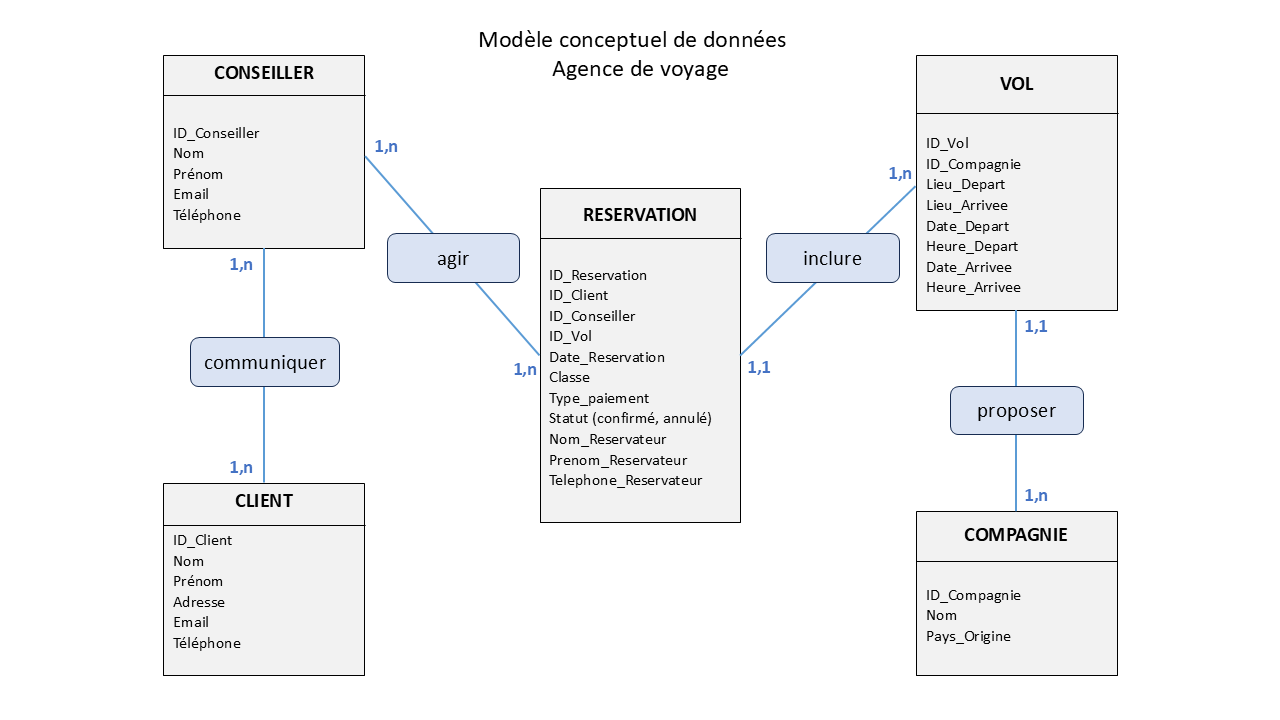 Modèle conceptuel de données
Agence de voyage
CONSEILLER
ID_Conseiller
Nom
Prénom
Email
Téléphone
1,n
agir
1,n
1,n
communiquer
1,n
CLIENT
ID_Client
Nom
Prénom
Adresse
Email
Téléphone
RESERVATION
ID_Reservation
ID_Client
ID_Conseiller
ID_Vol
Date_Reservation
Classe
Type_paiement
Statut (confirmé, annulé)
Nom_Reservateur
Prenom_Reservateur
Telephone_Reservateur
1,n
inclure
1,1
VOL
ID_Vol
ID_Compagnie
Lieu_Depart
Lieu_Arrivee
Date_Depart
Heure_Depart
Date_Arrivee
Heure_Arrivee
1,1
proposer
1,n
COMPAGNIE
ID_Compagnie
Nom
Pays_Origine